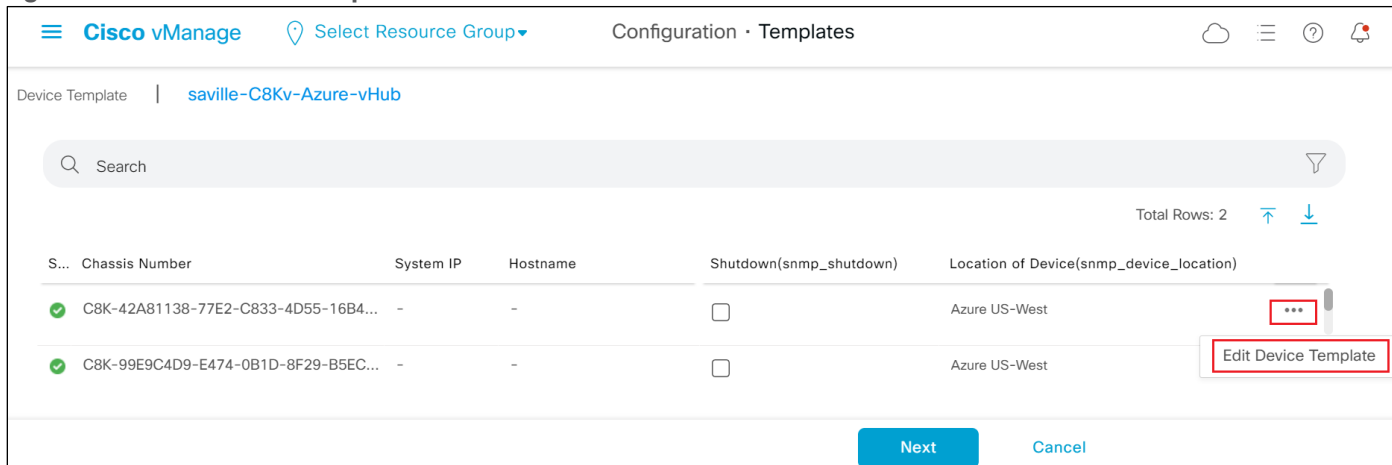 Cisco vManage Select Resource Group Configuration · Templates
Device Template | saville-C8Kv-Azure-vHub
Search
Total Rows: 2
S... Chassis Number System IP Hostname Shutdown(snmp_shutdown) Location of Device(snmp_device_location)
C8K-42A81138-77E2-C833-4D55-16B4... - - Azure US-West ...
Edit Device Template
C8K-99E9C4D9-E474-0B1D-8F29-B5EC... - - Azure US-West
Next Cancel